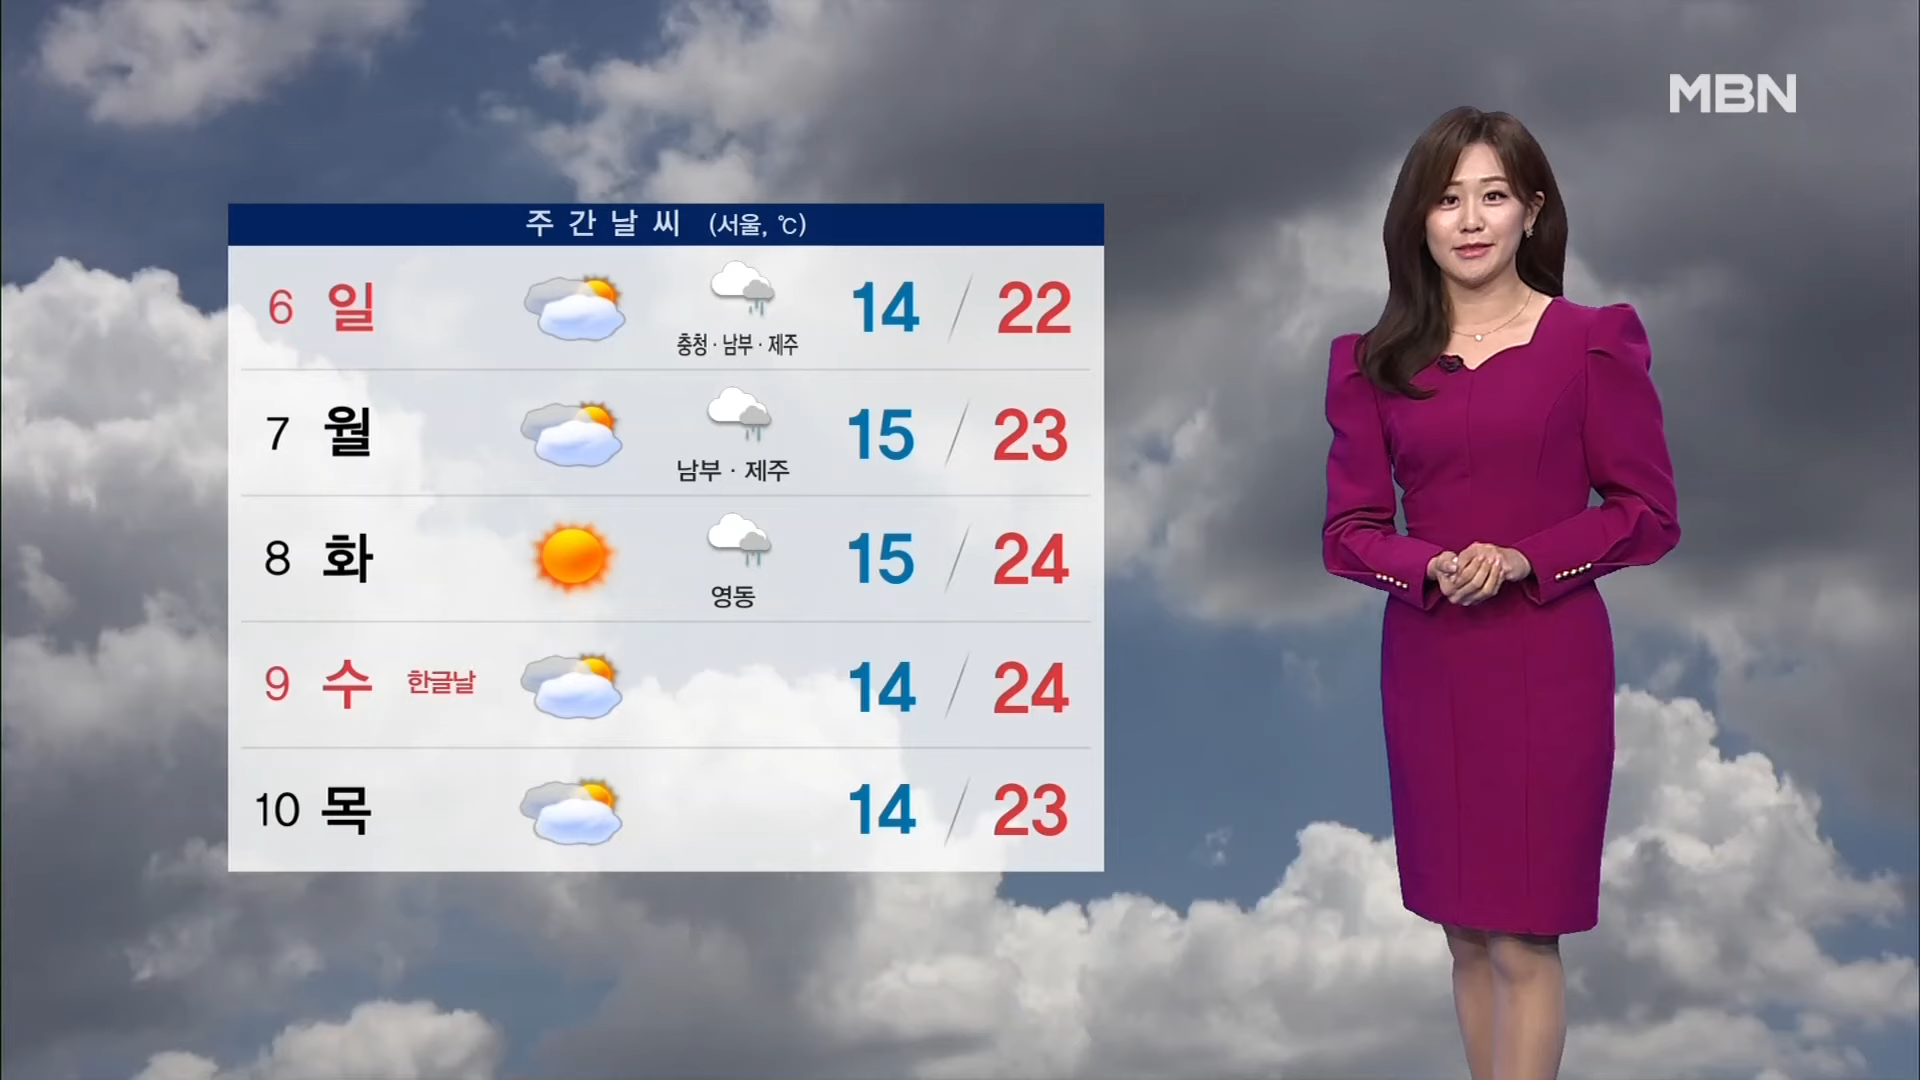 MBN
주간날씨 (서울, ℃)
6 일 14 / 22
충청·남부·제주
7 월 15 / 23
남부·제주
8 화 15 / 24
영동
9 수 한글날 14 / 24
10 목 14 / 23